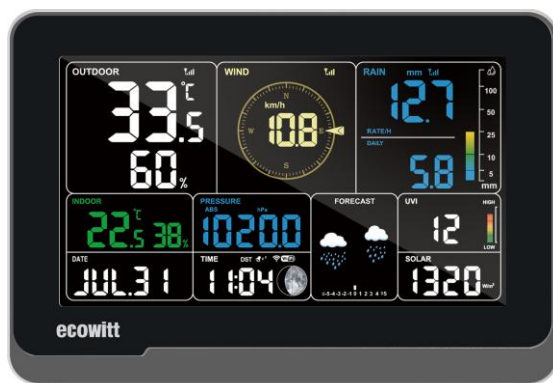 OUTDOOR
33.5 °C
60 %
WIND
N
km/h
W 10.8 E
S
RAIN mm
12.7
RATE/H
DAILY
5.8
100
50
25
10
5
mm
INDOOR
22.5 °C 38 %
PRESSURE
ABS hPa
1020.0
FORECAST
UVI
12
HIGH
LOW
DATE
JUL.31
TIME DST
11:04
SOLAR
1320 W/m²
ecowitt